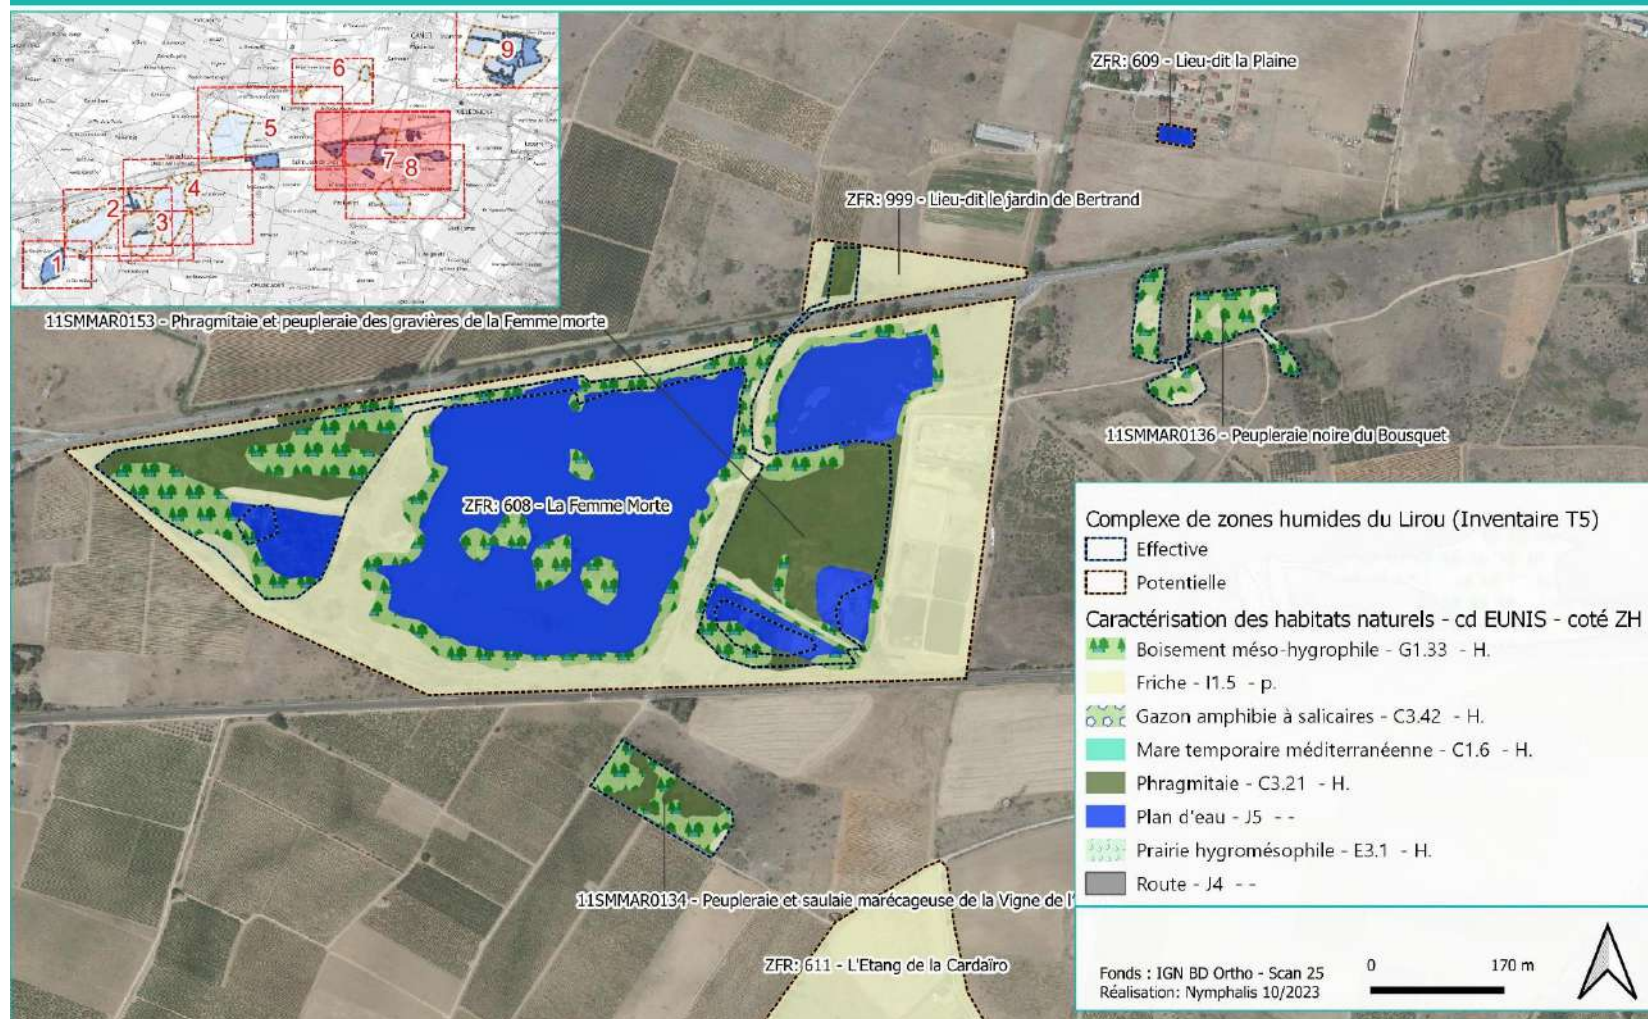 1
2
3
4
5
6
7
8
9
ZFR: 609 - Lieu-dit la Plaine
ZFR: 999 - Lieu-dit le jardin de Bertrand
11SMMAR0153 - Phragmitaie et peupleraie des gravières de la Femme morte
11SMMAR0136 - Peupleraie noire du Bousquet
ZFR: 608 - La Femme Morte
11SMMAR0134 - Peupleraie et saulaie marécageuse de la Vigne de l'
ZFR: 611 - L'Etang de la Cardaïro
Complexe de zones humides du Lirou (Inventaire T5)
Effective
Potentielle
Caractérisation des habitats naturels - cd EUNIS - coté ZH
Boisement méso-hygrophile - G1.33 - H.
Friche - I1.5 - p.
Gazon amphibie à salicaires - C3.42 - H.
Mare temporaire méditerranéenne - C1.6 - H.
Phragmitaie - C3.21 - H.
Plan d'eau - J5 - -
Prairie hygromésophile - E3.1 - H.
Route - J4 - -
Fonds : IGN BD Ortho - Scan 25
Réalisation: Nymphalis 10/2023
0 170 m